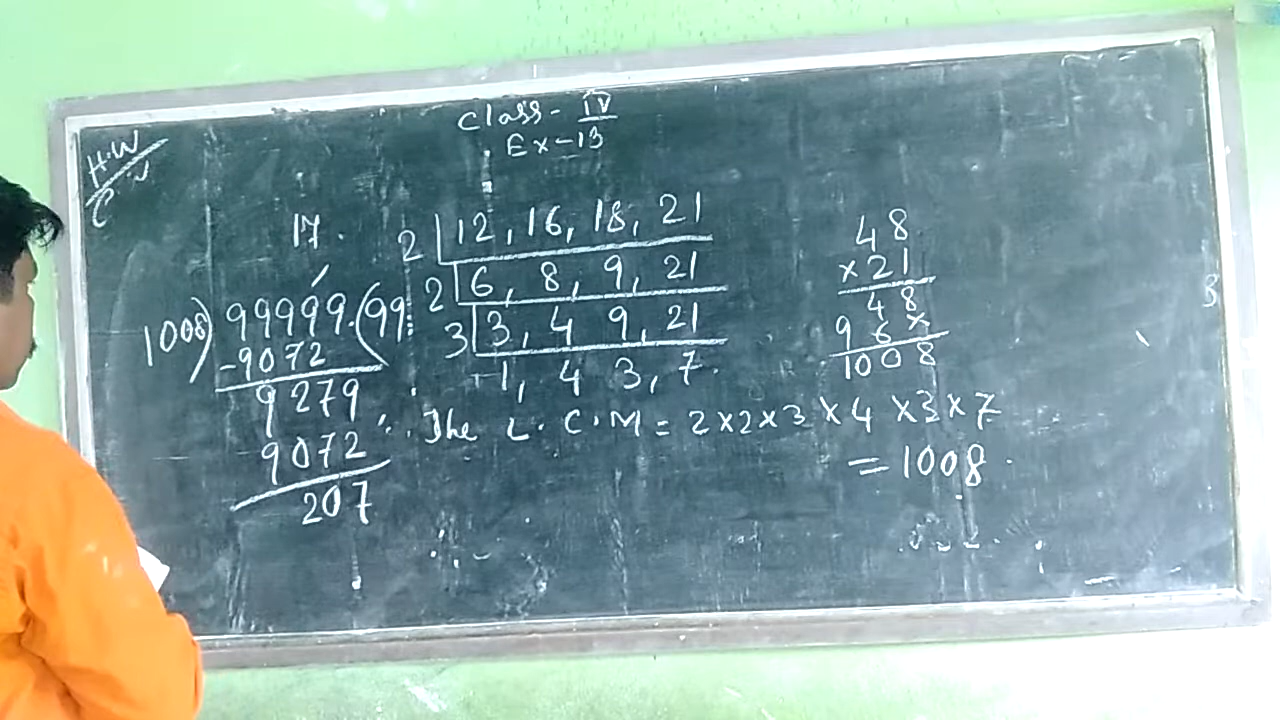 H.W
Class - IV
Ex - 13
17.
2 | 12, 16, 18, 21
2 | 6, 8, 9, 21
3 | 3, 4 9, 21
1, 4 3, 7.
∴ The L.C.M = 2×2×3×4×3×7
= 1008.
1008) 99999.(99
-9072
9279
9072
207
48
×21
48
96×
1008